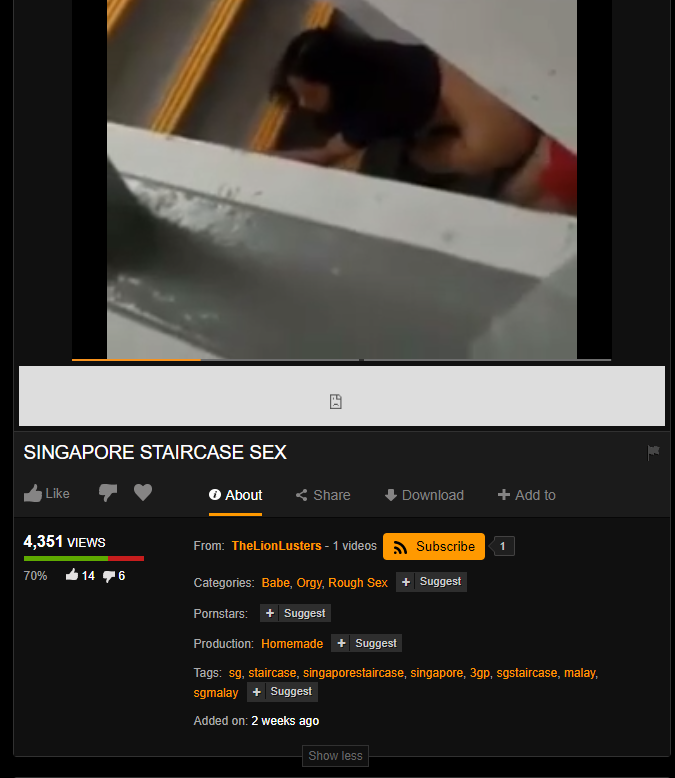 SINGAPORE STAIRCASE SEX
Like About Share Download Add to
4,351 VIEWS
70% 14 6
From: TheLionLusters - 1 videos Subscribe 1
Categories: Babe, Orgy, Rough Sex + Suggest
Pornstars: + Suggest
Production: Homemade + Suggest
Tags: sg, staircase, singaporestaircase, singapore, 3gp, sgstaircase, malay,
sgmalay + Suggest
Added on: 2 weeks ago
Show less